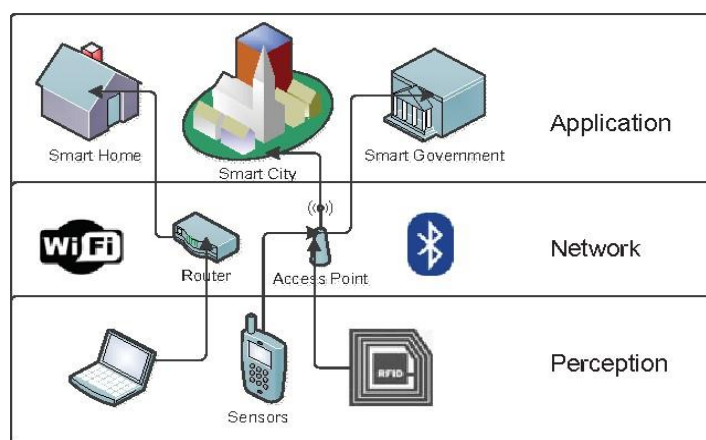 Smart Home
Smart City
Smart Government
Application
WiFi
Router
((o))
Access Point
Network
Sensors
RFID
Perception